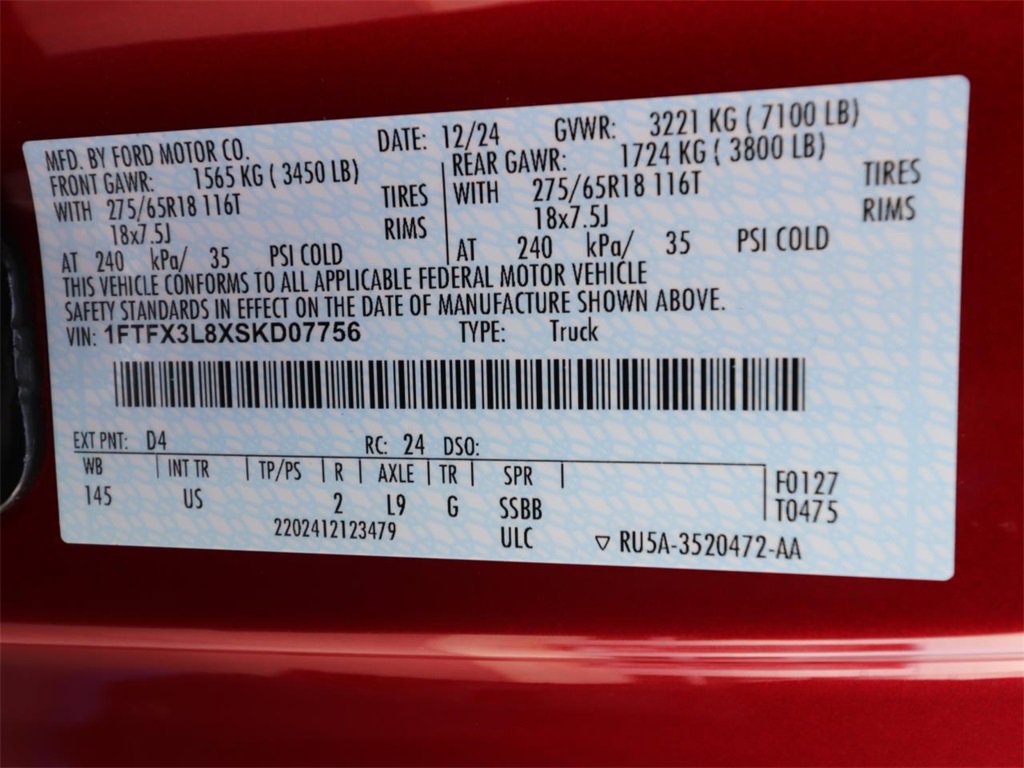 MFD. BY FORD MOTOR CO. DATE: 12/24 GVWR: 3221 KG ( 7100 LB)
FRONT GAWR: 1565 KG ( 3450 LB) REAR GAWR: 1724 KG ( 3800 LB)
WITH 275/65R18 116T TIRES WITH 275/65R18 116T TIRES
18x7.5J RIMS 18x7.5J RIMS
AT 240 kPa/ 35 PSI COLD AT 240 kPa/ 35 PSI COLD
THIS VEHICLE CONFORMS TO ALL APPLICABLE FEDERAL MOTOR VEHICLE
SAFETY STANDARDS IN EFFECT ON THE DATE OF MANUFACTURE SHOWN ABOVE.
VIN: 1FTFX3L8XSKD07756 TYPE: Truck
EXT PNT: D4 RC: 24 DSO:
WB INT TR TP/PS R AXLE TR SPR F0127
145 US 2 L9 G SSBB T0475
2202412123479 ULC ▽ RU5A-3520472-AA